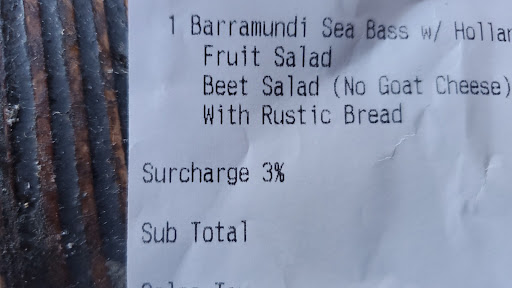 1 Barramundi Sea Bass w/
Fruit Salad
Beet Salad (No Goat Cheese)
With Rustic Bread
Surcharge 3%
Sub Total